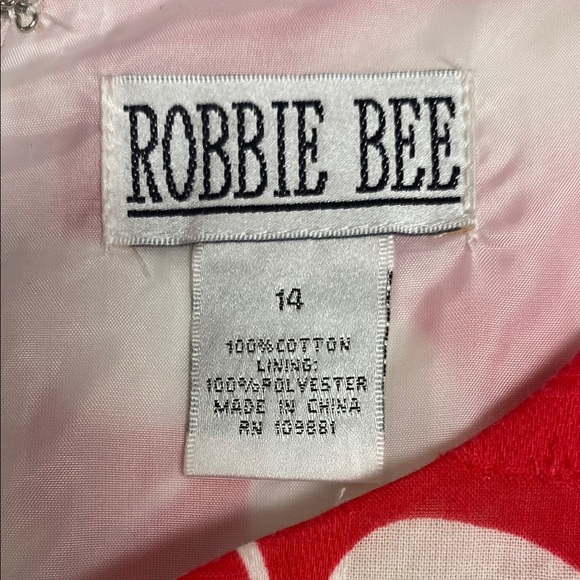 ROBBIE BEE
14
100%COTTON
LINING:
100%POLYESTER
MADE IN CHINA
RN 109881